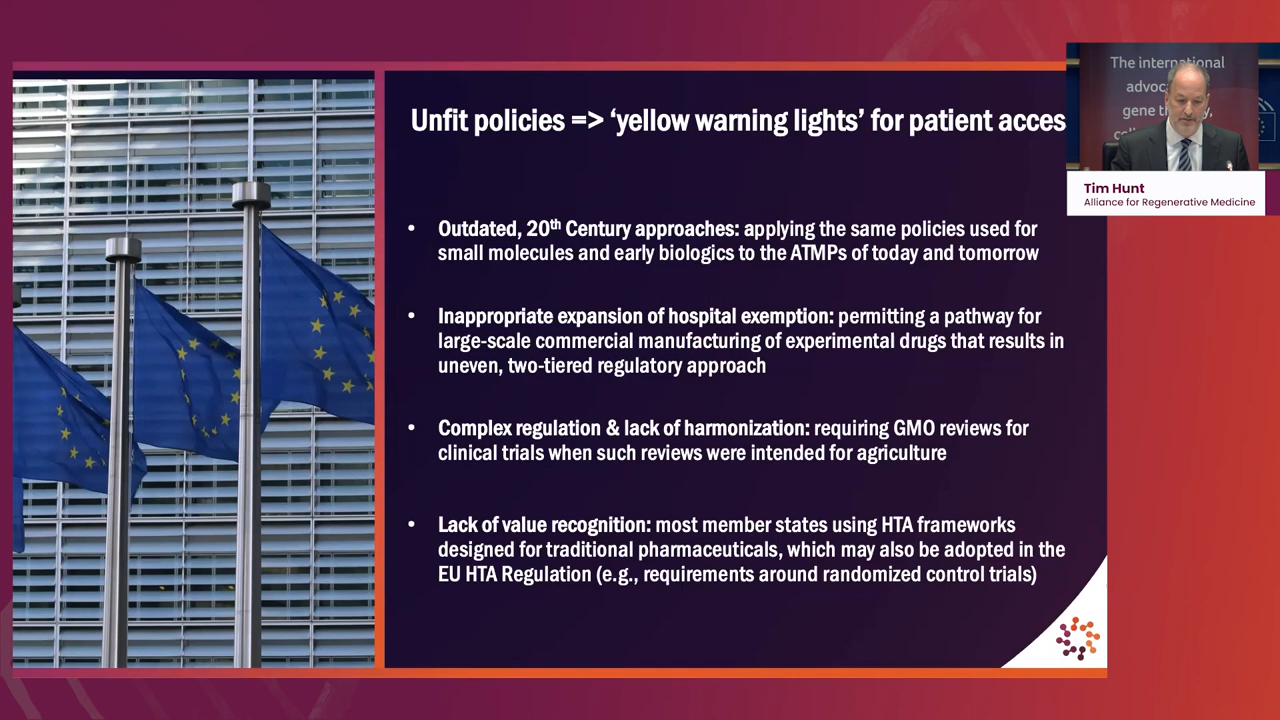 Unfit policies => ‘yellow warning lights’ for patient acces
• Outdated, 20th Century approaches: applying the same policies used for
small molecules and early biologics to the ATMPs of today and tomorrow
• Inappropriate expansion of hospital exemption: permitting a pathway for
large-scale commercial manufacturing of experimental drugs that results in
uneven, two-tiered regulatory approach
• Complex regulation & lack of harmonization: requiring GMO reviews for
clinical trials when such reviews were intended for agriculture
• Lack of value recognition: most member states using HTA frameworks
designed for traditional pharmaceuticals, which may also be adopted in the
EU HTA Regulation (e.g., requirements around randomized control trials)
The international
advoc
gene
Tim Hunt
Alliance for Regenerative Medicine